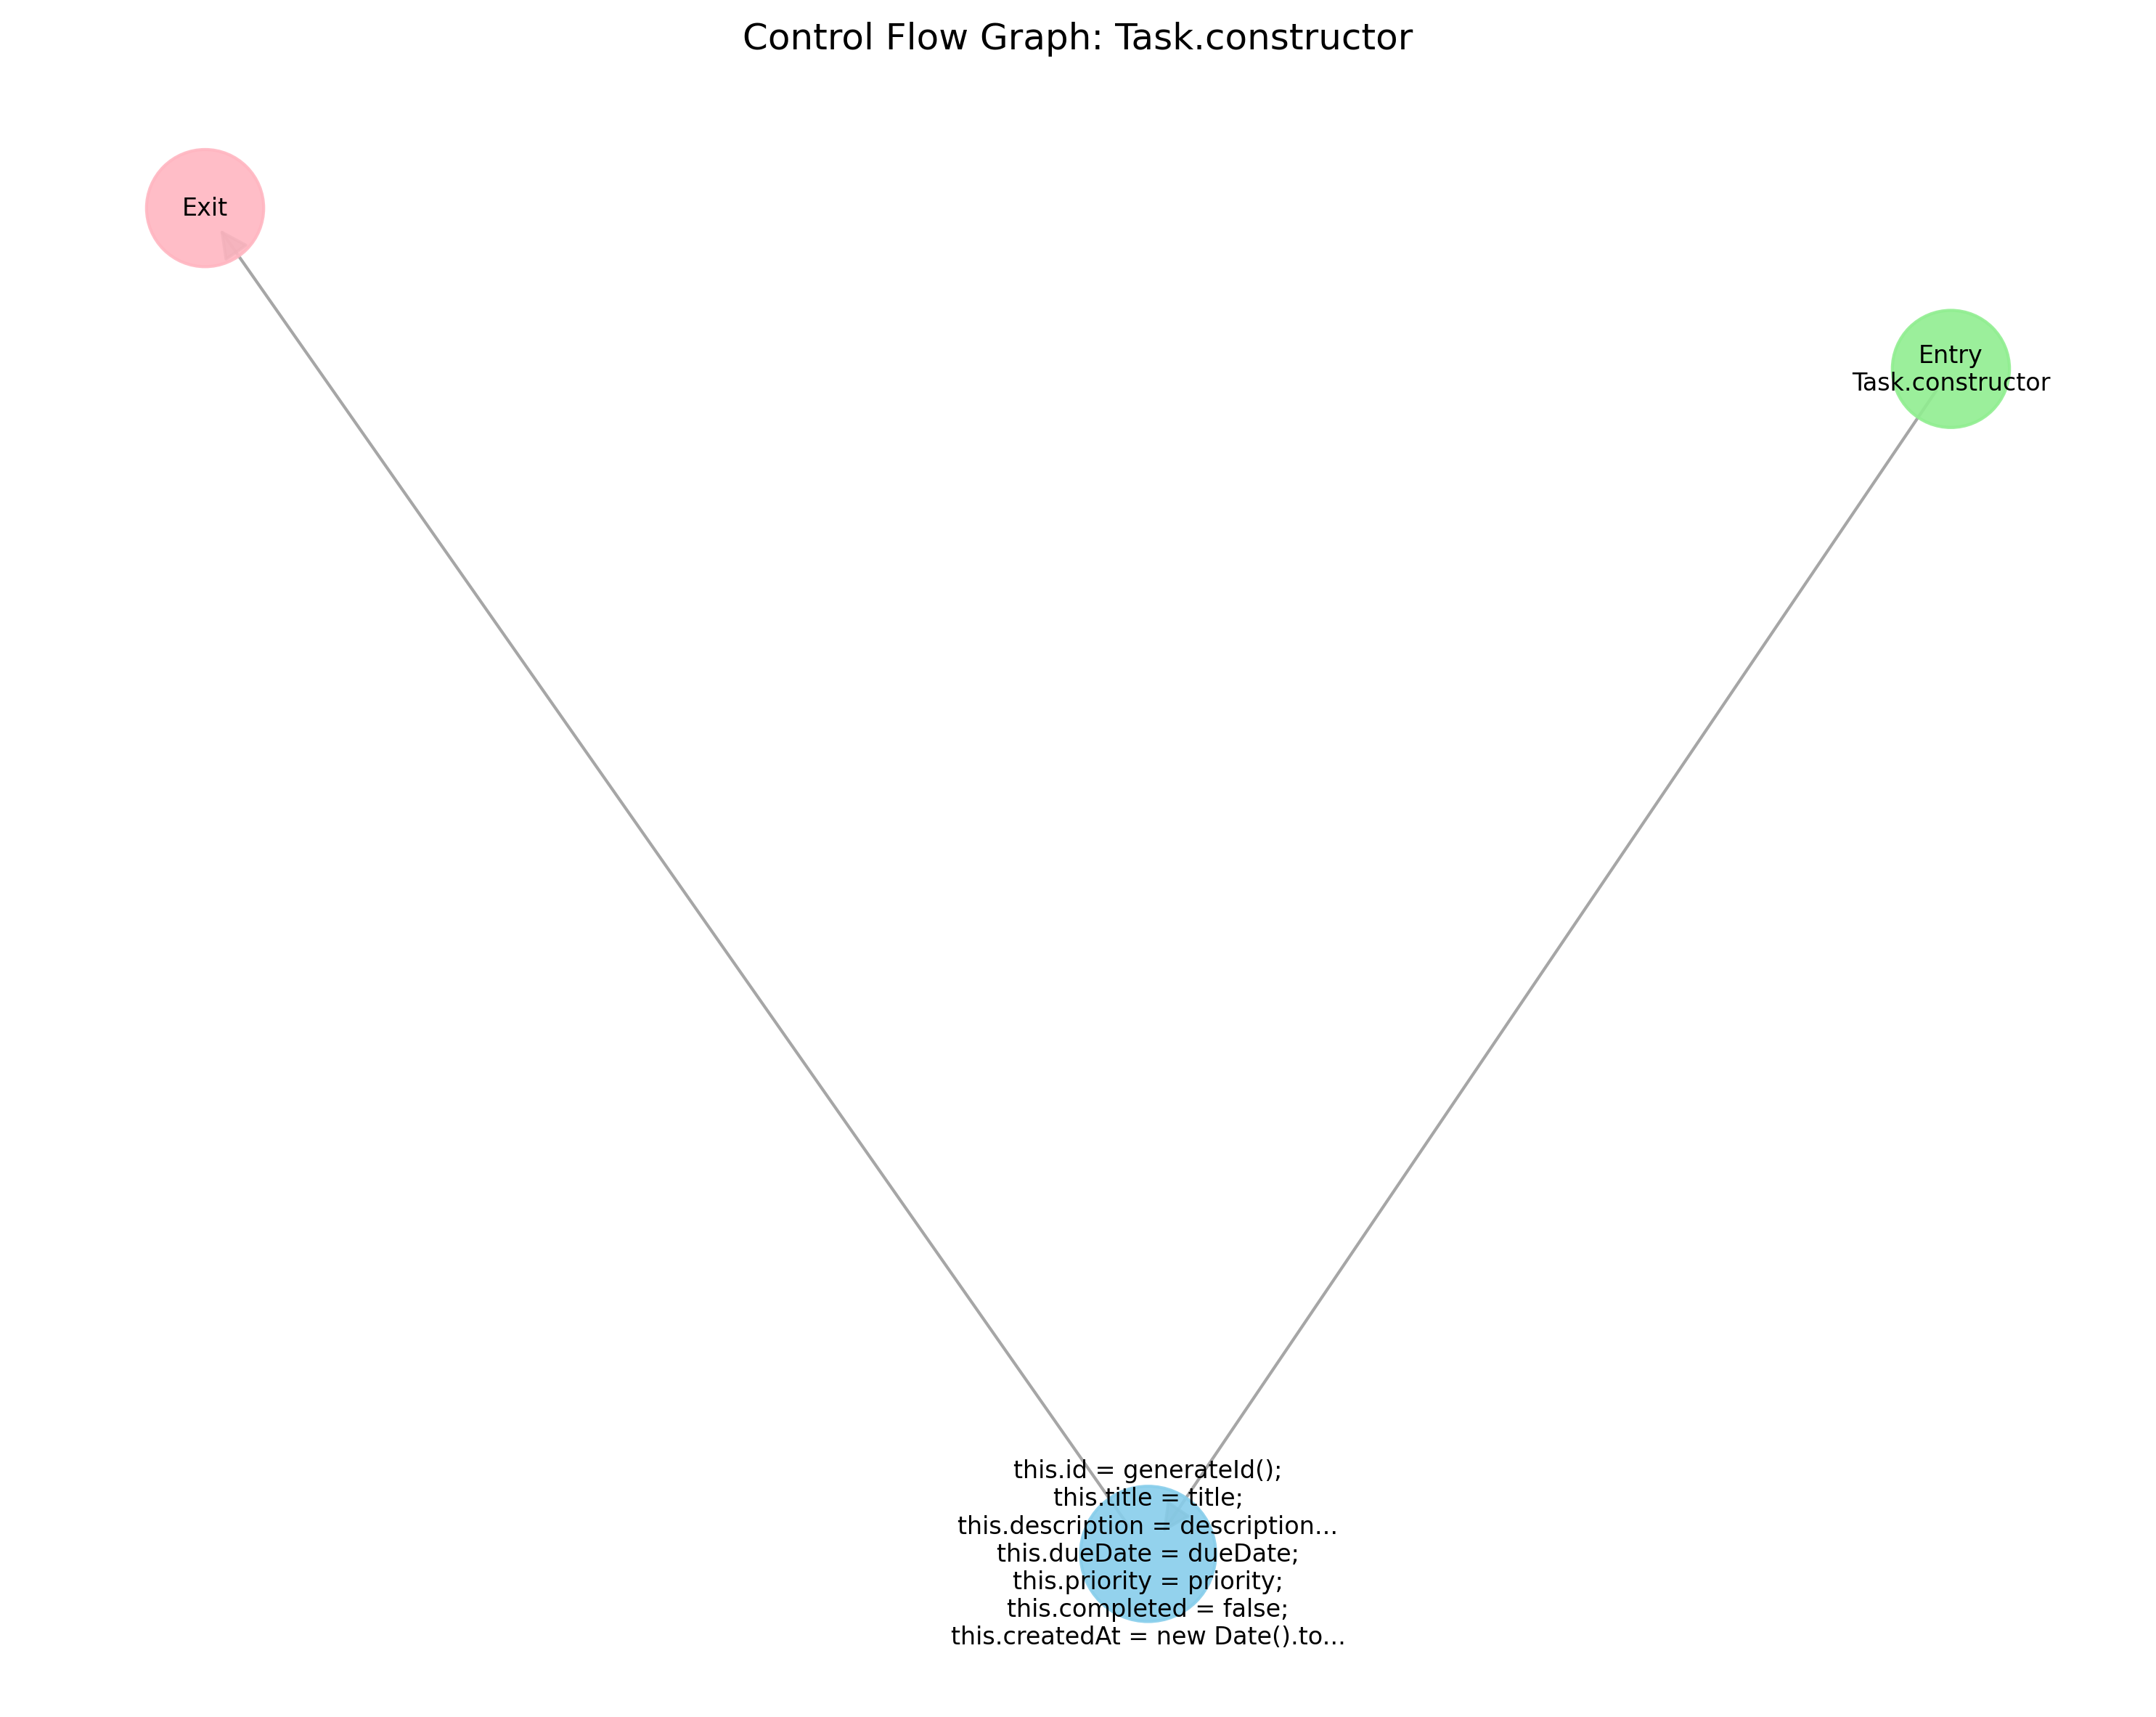 Control Flow Graph: Task.constructor
Exit
Entry
Task.constructor
this.id = generateId();
this.title = title;
this.description = description...
this.dueDate = dueDate;
this.priority = priority;
this.completed = false;
this.createdAt = new Date().to...